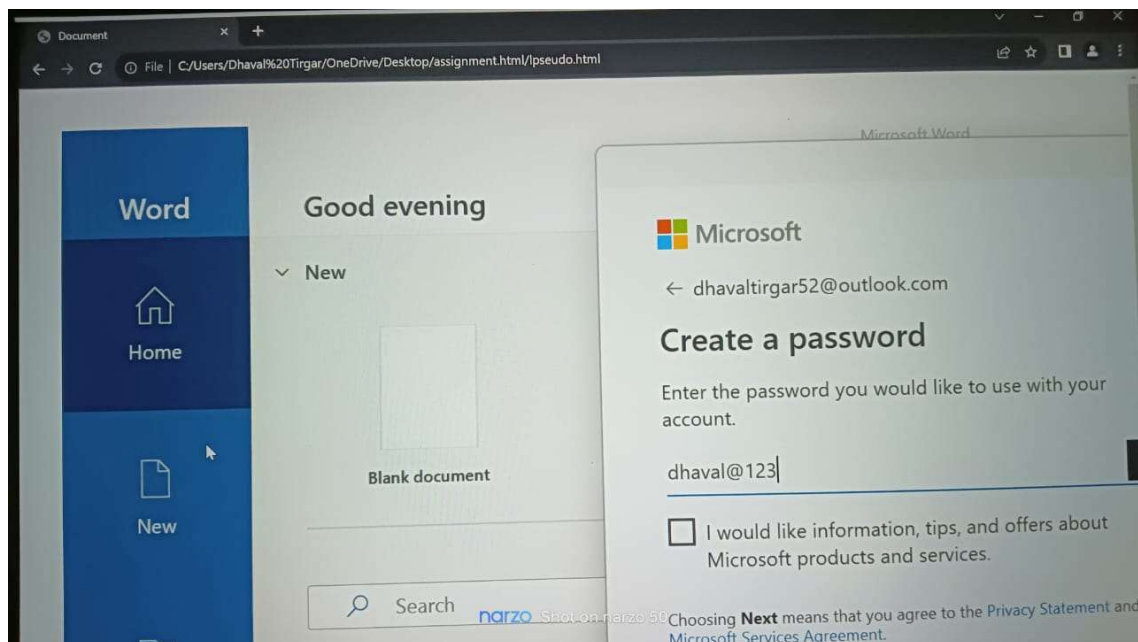 Document
File | C:/Users/Dhaval%20Tirgar/OneDrive/Desktop/assignment.html/lpseudo.html
Microsoft Word
Word
Good evening
New
Home
Blank document
New
Search
Microsoft
dhavaltirgar52@outlook.com
Create a password
Enter the password you would like to use with your
account.
dhaval@123
I would like information, tips, and offers about
Microsoft products and services.
Choosing Next means that you agree to the Privacy Statement and
Microsoft Services Agreement.
narzo Shot on narzo 50